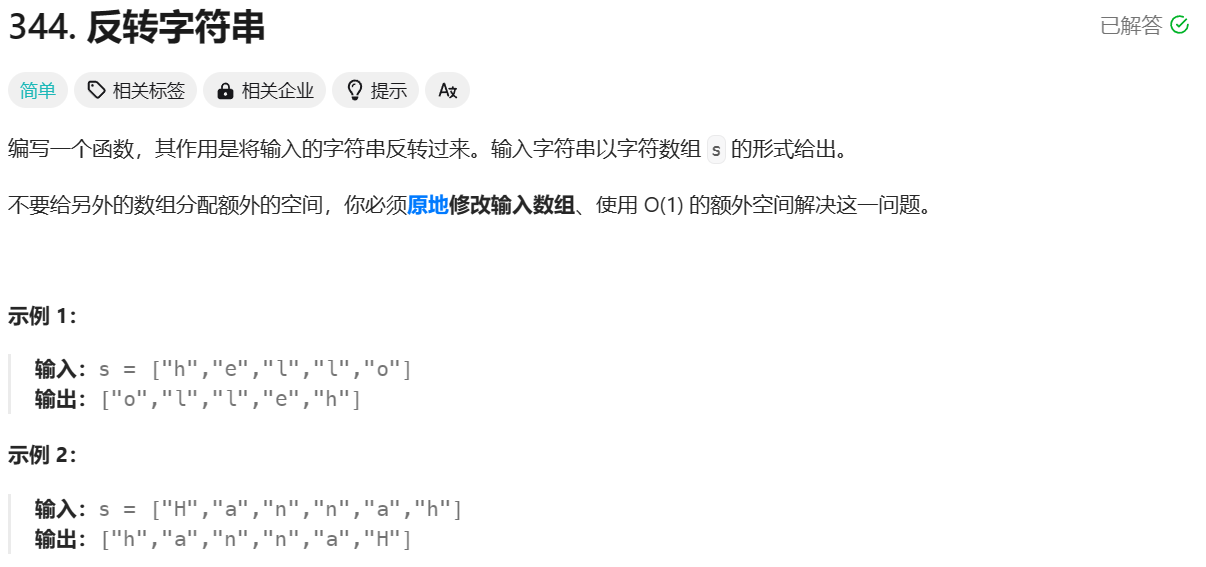 344. 反转字符串
已解答
简单 相关标签 相关企业 提示 Aあ
编写一个函数，其作用是将输入的字符串反转过来。输入字符串以字符数组 s 的形式给出。
不要给另外的数组分配额外的空间，你必须原地修改输入数组、使用 O(1) 的额外空间解决这一问题。
示例 1：
输入：s = ["h","e","l","l","o"]
输出：["o","l","l","e","h"]
示例 2：
输入：s = ["H","a","n","n","a","h"]
输出：["h","a","n","n","a","H"]